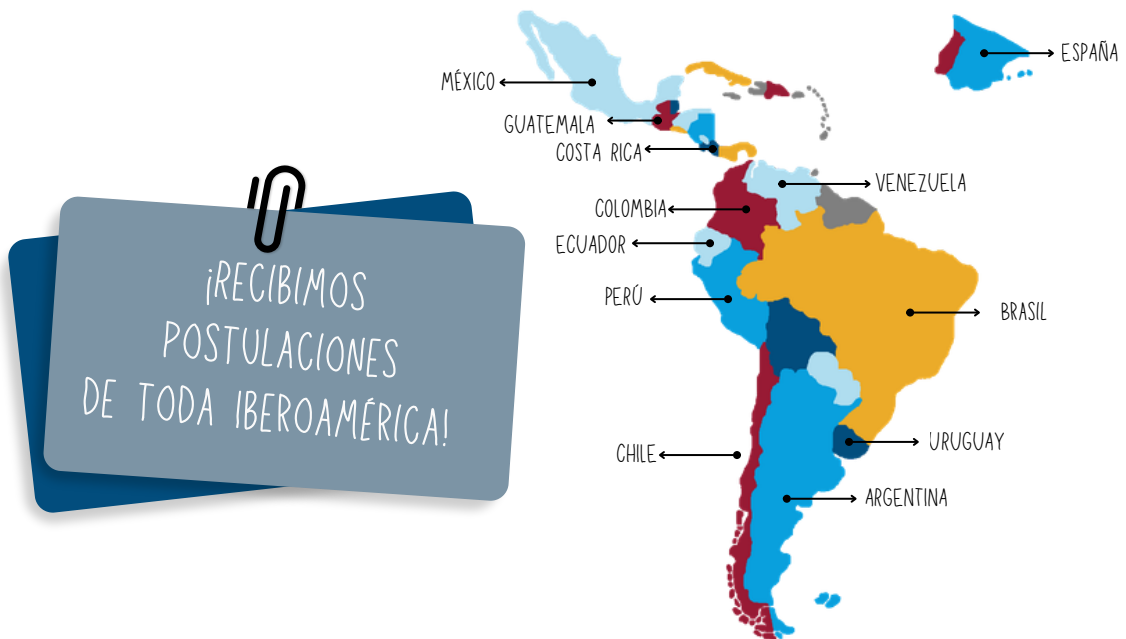 ¡RECIBIMOS
POSTULACIONES
DE TODA IBEROAMÉRICA!
MÉXICO
GUATEMALA
COSTA RICA
COLOMBIA
ECUADOR
PERÚ
CHILE
ESPAÑA
VENEZUELA
BRASIL
URUGUAY
ARGENTINA